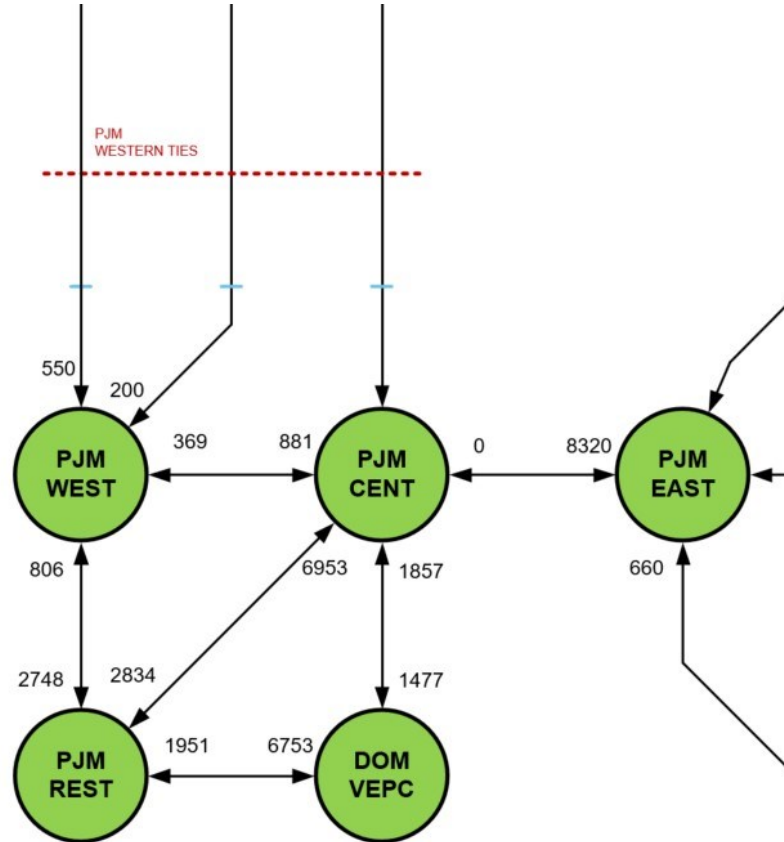 PJM
WESTERN TIES
550
200
369
881
0
8320
PJM
WEST
PJM
CENT
PJM
EAST
806
6953
1857
660
2748
2834
1477
1951
6753
PJM
REST
DOM
VEPC